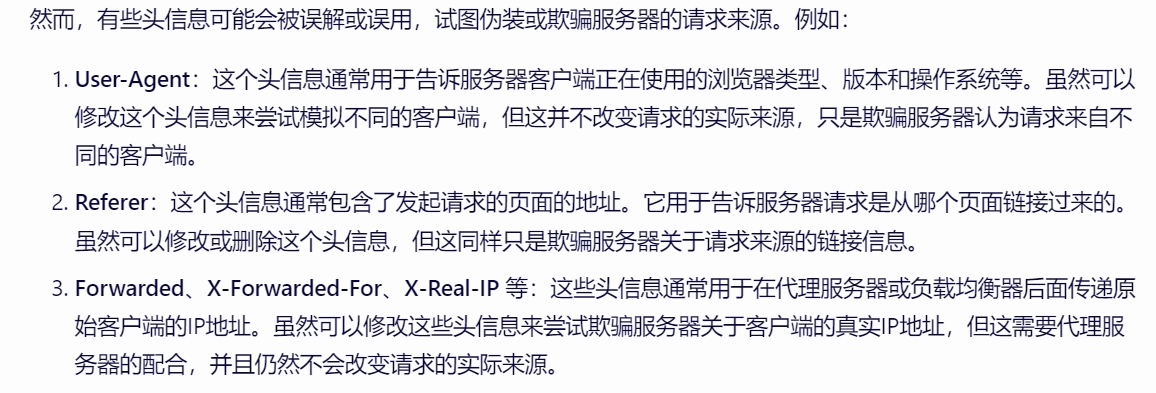 然而，有些头信息可能会被误解或误用，试图伪装或欺骗服务器的请求来源。例如：
1. User-Agent：这个头信息通常用于告诉服务器客户端正在使用的浏览器类型、版本和操作系统等。虽然可以
修改这个头信息来尝试模拟不同的客户端，但这并不改变请求的实际来源，只是欺骗服务器认为请求来自不
同的客户端。
2. Referer：这个头信息通常包含了发起请求的页面的地址。它用于告诉服务器请求是从哪个页面链接过来的。
虽然可以修改或删除这个头信息，但这同样只是欺骗服务器关于请求来源的链接信息。
3. Forwarded、X-Forwarded-For、X-Real-IP 等：这些头信息通常用于在代理服务器或负载均衡器后面传递原
始客户端的IP地址。虽然可以修改这些头信息来尝试欺骗服务器关于客户端的真实IP地址，但这需要代理服
务器的配合，并且仍然不会改变请求的实际来源。